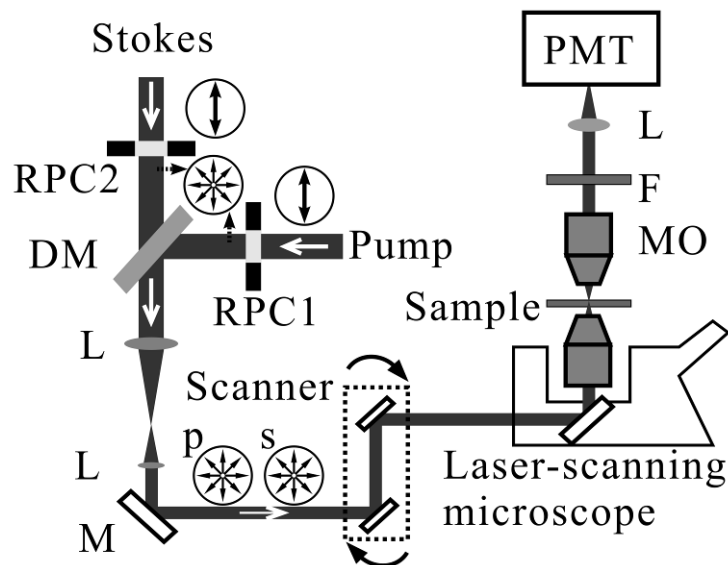 Stokes
PMT
L
RPC2
F
DM
Pump
MO
RPC1
Sample
L
Scanner
p s
L
Laser-scanning
microscope
M